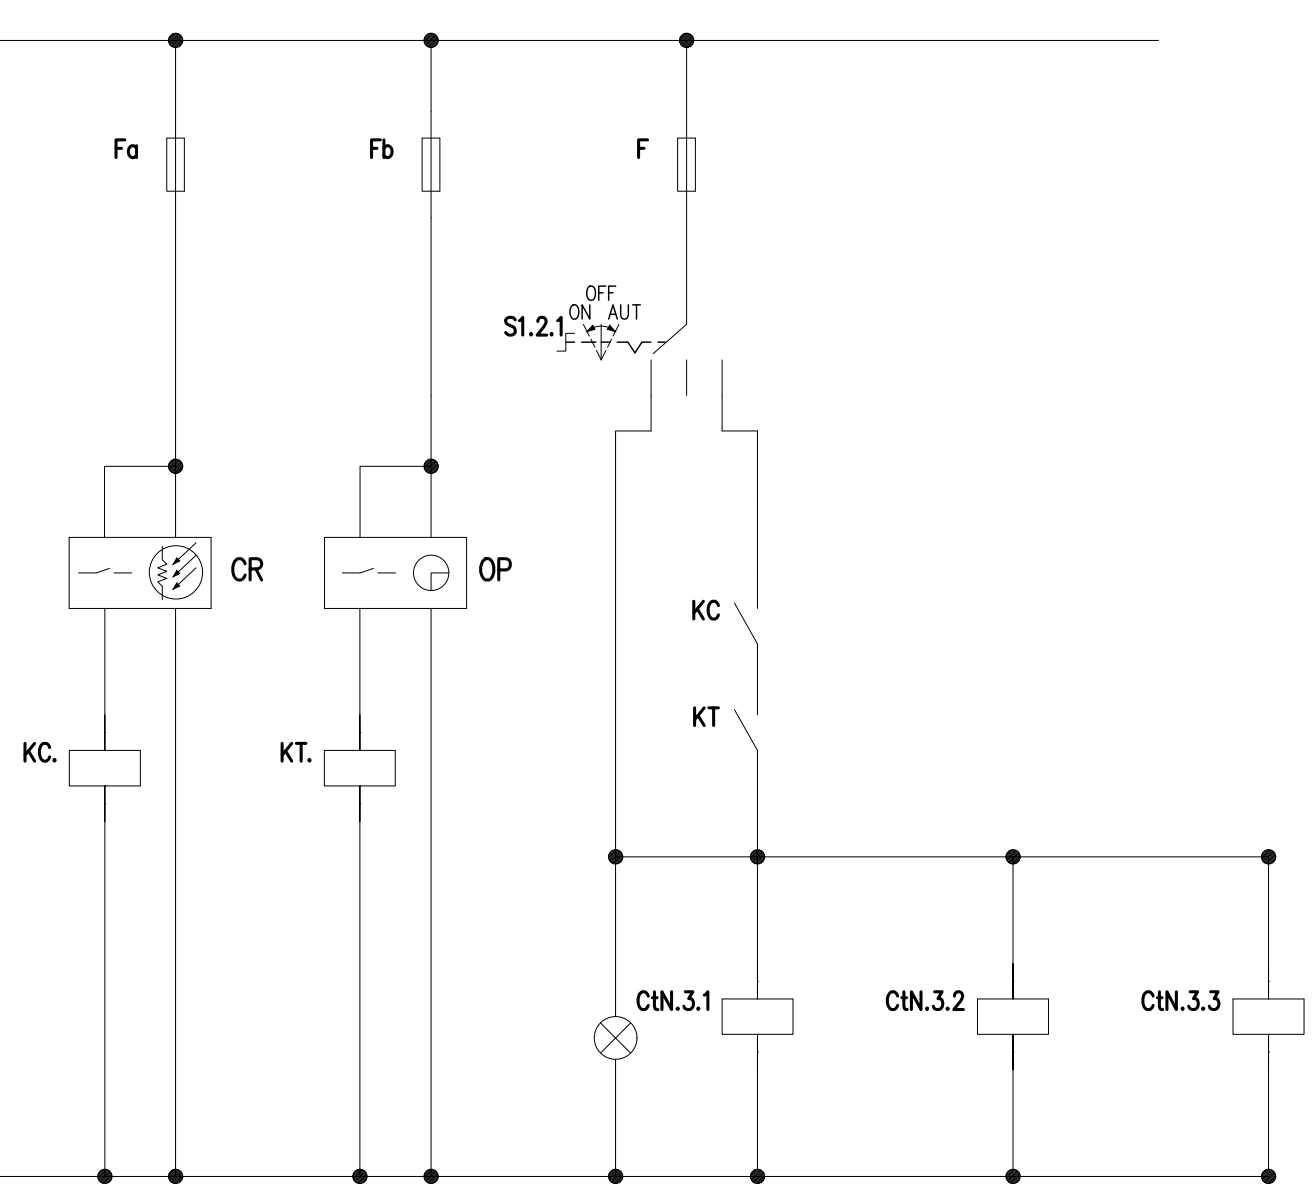 Fa
Fb
F
OFF
ON AUT
S1.2.1
CR
OP
KC
KT
KC.
KT.
CtN.3.1
CtN.3.2
CtN.3.3